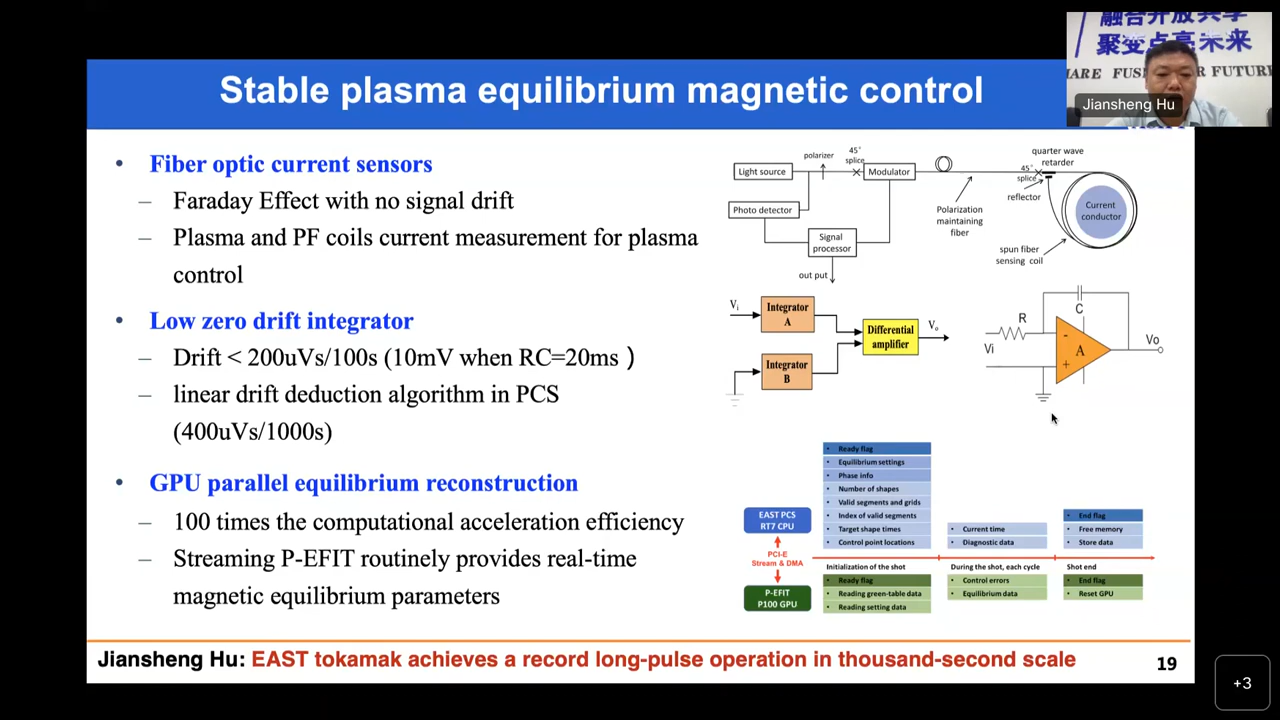 融合开放共享
聚变点亮未来
HARE FUS
R FUTURE
Jiansheng Hu
Stable plasma equilibrium magnetic control
• Fiber optic current sensors
– Faraday Effect with no signal drift
– Plasma and PF coils current measurement for plasma
control
• Low zero drift integrator
– Drift < 200uVs/100s (10mV when RC=20ms）
– linear drift deduction algorithm in PCS
(400uVs/1000s)
• GPU parallel equilibrium reconstruction
– 100 times the computational acceleration efficiency
– Streaming P-EFIT routinely provides real-time
magnetic equilibrium parameters
Light source
polarizer
45°
splice
Modulator
quarter wave
retarder
45°
splice
reflector
Photo detector
Polarization
maintaining
fiber
Current
conductor
Signal
processor
spun fiber
sensing coil
out put
Vi
Integrator
A
Differential
amplifier
Vo
Integrator
B
R
C
Vi
-
A
+
Vo
• Ready flag
• Equilibrium settings
• Phase info
• Number of shapes
• Valid segments and grids
• Index of valid segments
• Target shape times
• Control point locations
EAST PCS
RT7 CPU
PCI-E
Stream & DMA
P-EFIT
P100 GPU
• Current time
• Diagnostic data
• End flag
• Free memory
• Store data
Initialization of the shot
During the shot, each cycle
Shot end
• Ready flag
• Reading green-table data
• Reading setting data
• Control errors
• Equilibrium data
• End flag
• Reset GPU
Jiansheng Hu: EAST tokamak achieves a record long-pulse operation in thousand-second scale
19
+3